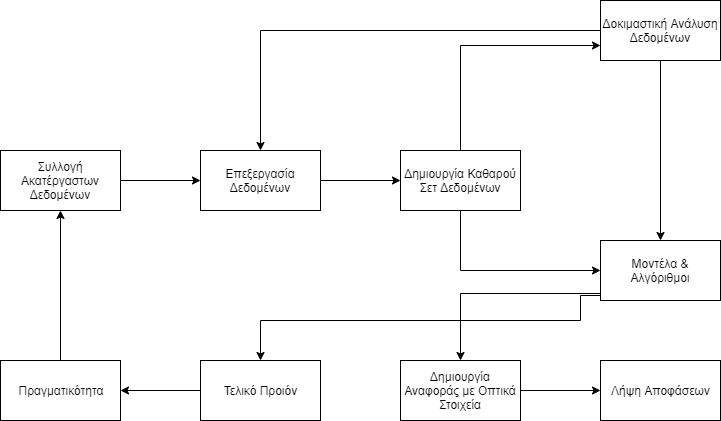 Δοκιμαστική Ανάλυση
Δεδομένων
Συλλογή
Ακατέργαστων
Δεδομένων
Επεξεργασία
Δεδομένων
Δημιουργία Καθαρού
Σετ Δεδομένων
Μοντέλα &
Αλγόριθμοι
Πραγματικότητα
Τελικό Προιόν
Δημιουργία
Αναφοράς με Οπτικά
Στοιχεία
Λήψη Αποφάσεων